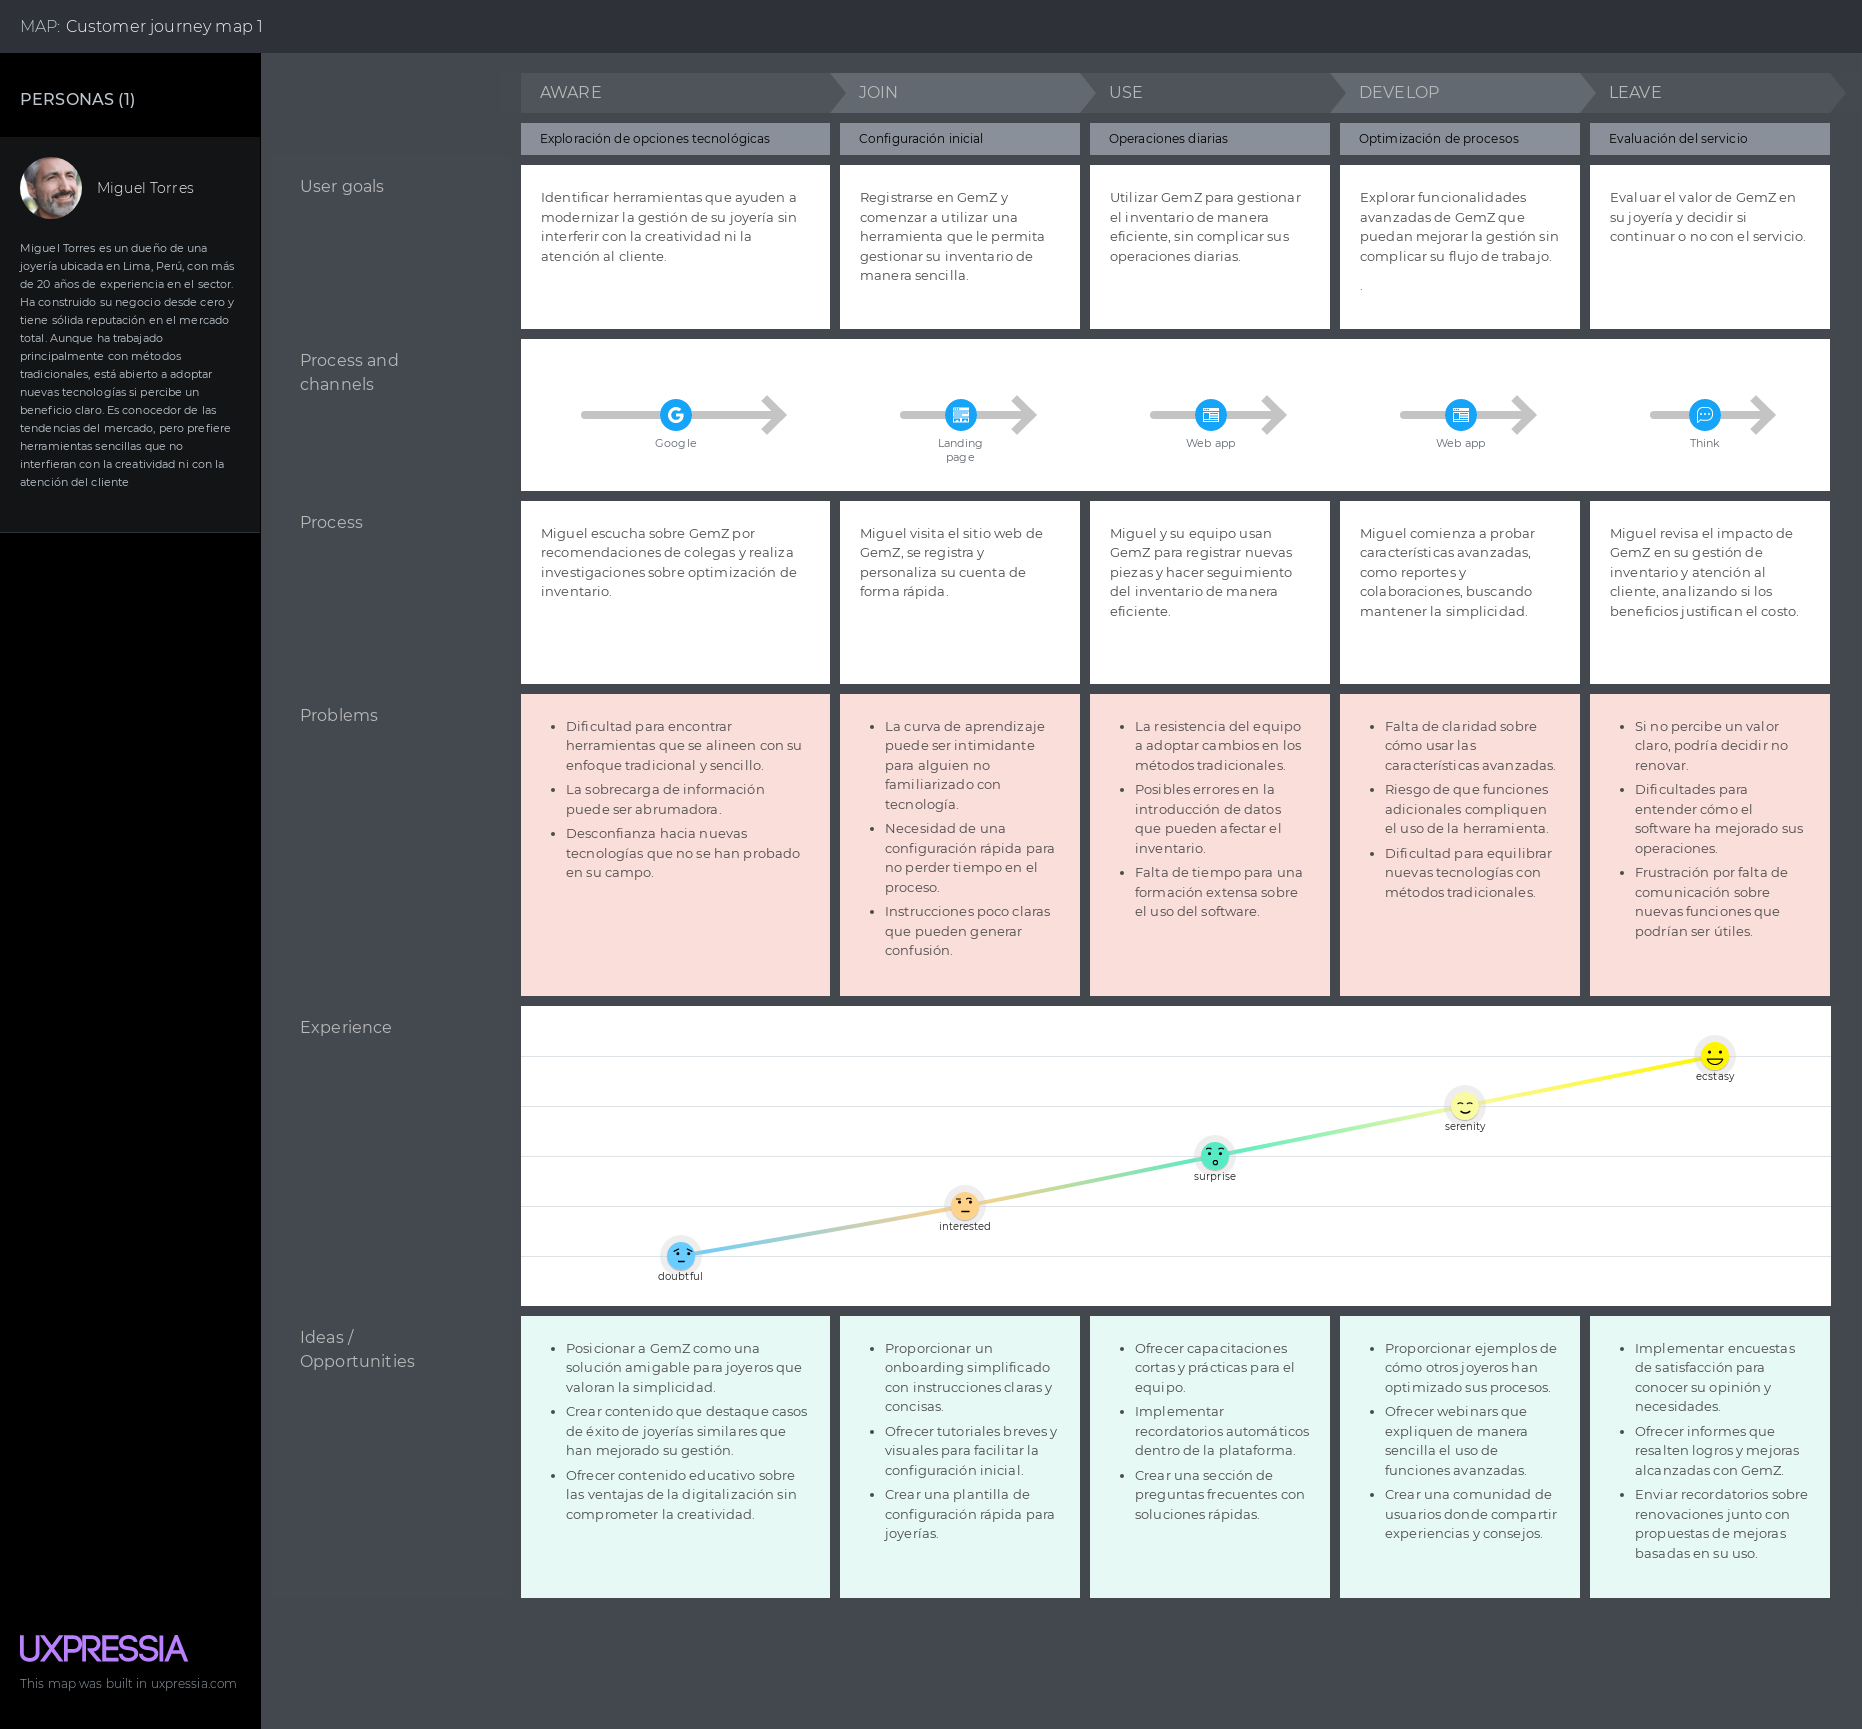 MAP: Customer journey map 1
PERSONAS (1)
Miguel Torres
Miguel Torres es un dueño de una
joyería ubicada en Lima, Perú, con más
de 20 años de experiencia en el sector.
Ha construido su negocio desde cero y
tiene sólida reputación en el mercado
total. Aunque ha trabajado
principalmente con métodos
tradicionales, está abierto a adoptar
nuevas tecnologías si percibe un
beneficio claro. Es conocedor de las
tendencias del mercado, pero prefiere
herramientas sencillas que no
interfieran con la creatividad ni con la
atención del cliente
AWARE
JOIN
USE
DEVELOP
LEAVE
Exploración de opciones tecnológicas
Configuración inicial
Operaciones diarias
Optimización de procesos
Evaluación del servicio
User goals
Identificar herramientas que ayuden a
modernizar la gestión de su joyería sin
interferir con la creatividad ni la
atención al cliente.
Registrarse en GemZ y
comenzar a utilizar una
herramienta que le permita
gestionar su inventario de
manera sencilla.
Utilizar GemZ para gestionar
el inventario de manera
eficiente, sin complicar sus
operaciones diarias.
Explorar funcionalidades
avanzadas de GemZ que
puedan mejorar la gestión sin
complicar su flujo de trabajo.
.
Evaluar el valor de GemZ en
su joyería y decidir si
continuar o no con el servicio.
Process and
channels
Google
Landing
page
Web app
Web app
Think
Process
Miguel escucha sobre GemZ por
recomendaciones de colegas y realiza
investigaciones sobre optimización de
inventario.
Miguel visita el sitio web de
GemZ, se registra y
personaliza su cuenta de
forma rápida.
Miguel y su equipo usan
GemZ para registrar nuevas
piezas y hacer seguimiento
del inventario de manera
eficiente.
Miguel comienza a probar
características avanzadas,
como reportes y
colaboraciones, buscando
mantener la simplicidad.
Miguel revisa el impacto de
GemZ en su gestión de
inventario y atención al
cliente, analizando si los
beneficios justifican el costo.
Problems
• Dificultad para encontrar
herramientas que se alineen con su
enfoque tradicional y sencillo.
• La sobrecarga de información
puede ser abrumadora.
• Desconfianza hacia nuevas
tecnologías que no se han probado
en su campo.
• La curva de aprendizaje
puede ser intimidante
para alguien no
familiarizado con
tecnología.
• Necesidad de una
configuración rápida para
no perder tiempo en el
proceso.
• Instrucciones poco claras
que pueden generar
confusión.
• La resistencia del equipo
a adoptar cambios en los
métodos tradicionales.
• Posibles errores en la
introducción de datos
que pueden afectar el
inventario.
• Falta de tiempo para una
formación extensa sobre
el uso del software.
• Falta de claridad sobre
cómo usar las
características avanzadas.
• Riesgo de que funciones
adicionales compliquen
el uso de la herramienta.
• Dificultad para equilibrar
nuevas tecnologías con
métodos tradicionales.
• Si no percibe un valor
claro, podría decidir no
renovar.
• Dificultades para
entender cómo el
software ha mejorado sus
operaciones.
• Frustración por falta de
comunicación sobre
nuevas funciones que
podrían ser útiles.
Experience
ecstasy
serenity
surprise
interested
doubtful
Ideas /
Opportunities
• Posicionar a GemZ como una
solución amigable para joyeros que
valoran la simplicidad.
• Crear contenido que destaque casos
de éxito de joyerías similares que
han mejorado su gestión.
• Ofrecer contenido educativo sobre
las ventajas de la digitalización sin
comprometer la creatividad.
• Proporcionar un
onboarding simplificado
con instrucciones claras y
concisas.
• Ofrecer tutoriales breves y
visuales para facilitar la
configuración inicial.
• Crear una plantilla de
configuración rápida para
joyerías.
• Ofrecer capacitaciones
cortas y prácticas para el
equipo.
• Implementar
recordatorios automáticos
dentro de la plataforma.
• Crear una sección de
preguntas frecuentes con
soluciones rápidas.
• Proporcionar ejemplos de
cómo otros joyeros han
optimizado sus procesos.
• Ofrecer webinars que
expliquen de manera
sencilla el uso de
funciones avanzadas.
• Crear una comunidad de
usuarios donde compartir
experiencias y consejos.
• Implementar encuestas
de satisfacción para
conocer su opinión y
necesidades.
• Ofrecer informes que
resalten logros y mejoras
alcanzadas con GemZ.
• Enviar recordatorios sobre
renovaciones junto con
propuestas de mejoras
basadas en su uso.
UXPRESSIA
This map was built in uxpressia.com